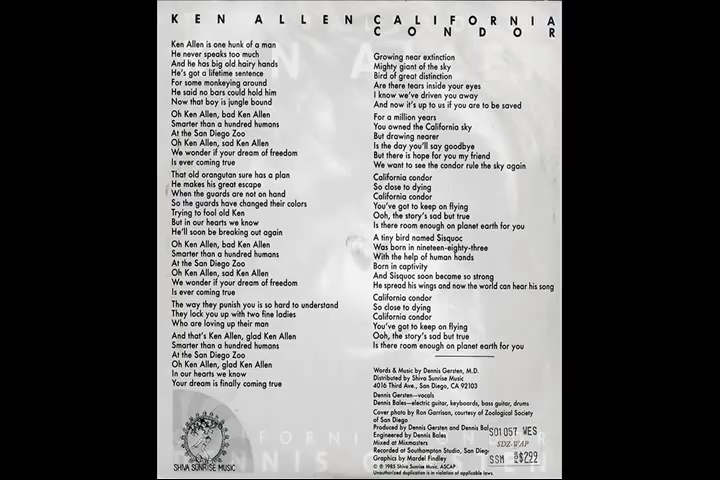 KEN ALLEN
Ken Allen is one hunk of a man
He never speaks too much
And he has big old hairy hands
He's got a lifetime sentence
For some monkeying around
He said no bars could hold him
Now that boy is jungle bound
Oh Ken Allen, bad Ken Allen
Smarter than a hundred humans
At the San Diego Zoo
Oh Ken Allen, sad Ken Allen
We wonder if your dream of freedom
Is ever coming true
That old orangutan sure has a plan
He makes his great escape
When the guards are not on hand
So the guards have changed their colors
Trying to fool old Ken
But in our hearts we know
He'll soon be breaking out again
Oh Ken Allen, bad Ken Allen
Smarter than a hundred humans
At the San Diego Zoo
Oh Ken Allen, sad Ken Allen
We wonder if your dream of freedom
Is ever coming true
The way they punish you is so hard to understand
They lock you up with two fine ladies
Who are loving up their man
And that's Ken Allen, glad Ken Allen
Smarter than a hundred humans
At the San Diego Zoo
Oh Ken Allen, glad Ken Allen
In our hearts we know
Your dream is finally coming true
SHIVA SUNRISE MUSIC
CALIFORNIA
CONDOR
Growing near extinction
Mighty giant of the sky
Bird of great distinction
Are there tears inside your eyes
I know we've driven you away
And now it's up to us if you are to be saved
For a million years
You owned the California sky
But drawing nearer
Is the day you'll say goodbye
But there is hope for you my friend
We want to see the condor rule the sky again
California condor
So close to dying
California condor
You've got to keep on flying
Ooh, the story's sad but true
Is there room enough on planet earth for you
A tiny bird named Sisquoc
Was born in nineteen-eighty-three
With the help of human hands
Born in captivity
And Sisquoc soon became so strong
He spread his wings and now the world can hear his song
California condor
So close to dying
California condor
You've got to keep on flying
Ooh, the story's sad but true
Is there room enough on planet earth for you
Words & Music by Dennis Gersten, M.D.
Distributed by Shiva Sunrise Music
4016 Third Ave., San Diego, CA 92103
Dennis Gersten—vocals
Dennis Bales—electric guitar, keyboards, bass guitar, drums
Cover photo by Ron Garrison, courtesy of Zoological Society
of San Diego
Produced by Dennis Gersten and Dennis Bal
Engineered by Dennis Bales
Mixed at Mixmasters
Recorded at Southampton Studio, San Dieg
Graphics by Mardel Findley
© ℗ 1985 Shiva Sunrise Music, ASCAP
Unauthorized duplication is in violation of applicable laws.
S01057 WES
SDZ-WAP
SSM $299